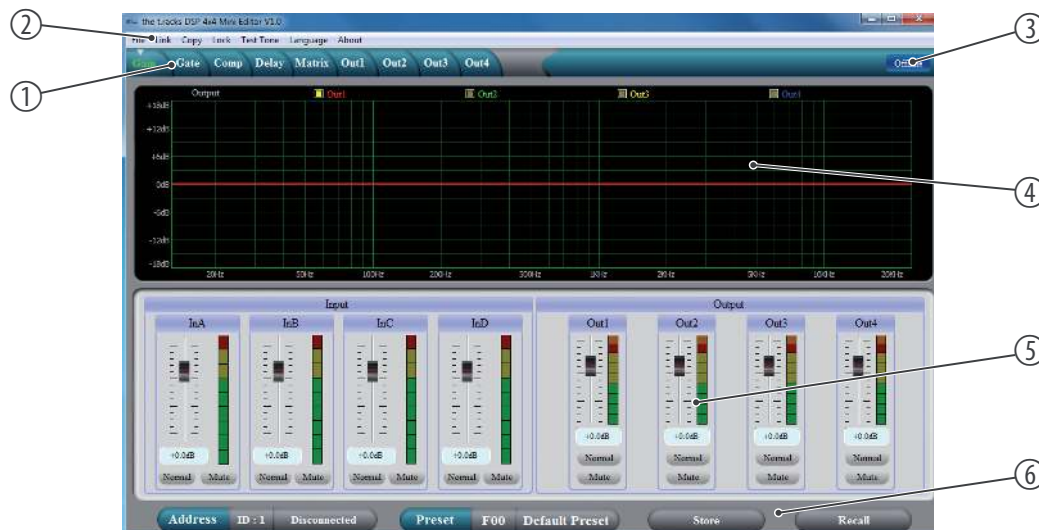 the t.racks DSP 4x4 Mini Editor V1.0
File Link Copy Lock Test Tone Language About
Gain Gate Comp Delay Matrix Out1 Out2 Out3 Out4
Output Out1 Out2 Out3 Out4
+18dB
+12dB
+6dB
0dB
-6dB
-12dB
-18dB
20Hz 50Hz 100Hz 200Hz 500Hz 1KHz 2KHz 5KHz 10KHz 20KHz
Input Output
InA InB InC InD Out1 Out2 Out3 Out4
+0.0dB +0.0dB +0.0dB +0.0dB +0.0dB +0.0dB +0.0dB +0.0dB
Normal Mute Normal Mute Normal Mute Normal Mute Normal Normal Normal Normal
Mute Mute Mute Mute
Address ID : 1 Disconnected Preset F00 Default Preset Store Recall
①
②
③
④
⑤
⑥